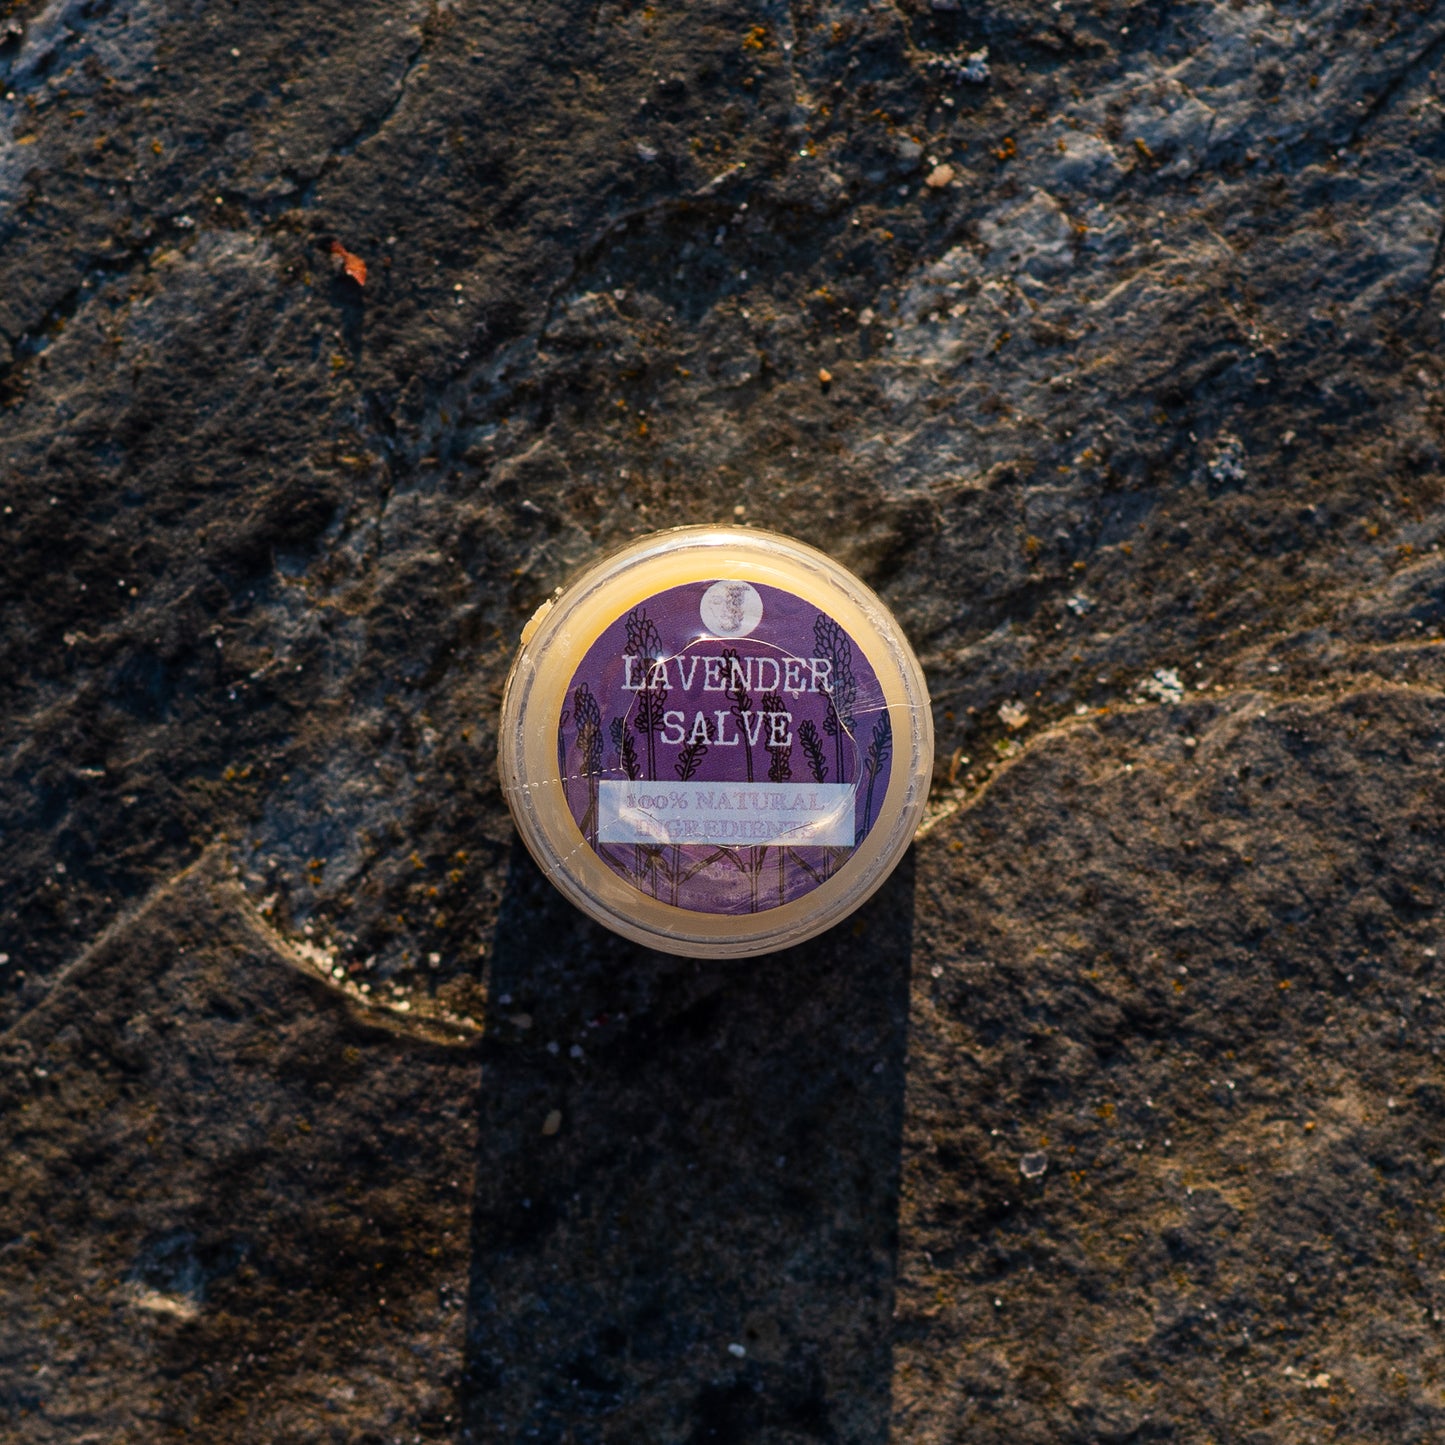 LAVENDER
SALVE
100% NATURAL
INGREDIENTS